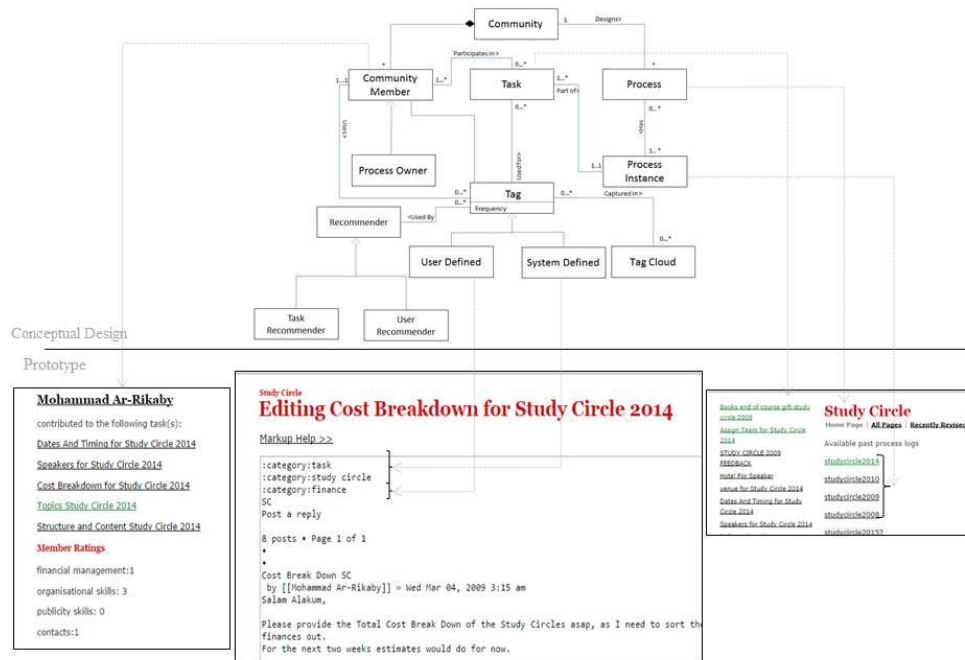 Community
1
Designs>
Participates in >
*
0...*
*
1...1
Community Member
1...*
Task
1...*
Part of>
Process
0...*
<Uses
<Has
1...*
Process Owner
Used For>
1...1
Process Instance
0...*
0...*
Tag
0...*
Captured in >
Frequency
Recommender
<Used By
0...*
User Defined
System Defined
Tag Cloud
Task Recommender
User Recommender
Conceptual Design
Prototype
Mohammad Ar-Rikaby
contributed to the following task(s):
Dates And Timing for Study Circle 2014
Speakers for Study Circle 2014
Cost Breakdown for Study Circle 2014
Topics Study Circle 2014
Structure and Content Study Circle 2014
Member Ratings
financial management:1
organisational skills: 3
publicity skills: 0
contacts:1
Study Circle
Editing Cost Breakdown for Study Circle 2014
Markup Help >>
:category:task
:category:study circle
:category:finance
SC
Post a reply
8 posts • Page 1 of 1
•
•
Cost Break Down SC
by [[Mohammad Ar-Rikaby]] » Wed Mar 04, 2009 3:15 am
Salam Alakum,
Please provide the Total Cost Break Down of the Study Circles asap, as I need to sort the
finances out.
For the next two weeks estimates would do for now.
Books end of course gift study
circle 2009
Assign Team for Study Circle
2014
STUDY CIRCLE 2009
FEEDBACK
Hotel For Speaker
venue for Study Circle 2014
Dates And Timing for Study
Circle 2014
Speakers for Study Circle 2014
Study Circle
Home Page | All Pages | Recently Revised
Available past process logs
studycircle2014
studycircle2010
studycircle2009
studycircle2008
studycircle2015?